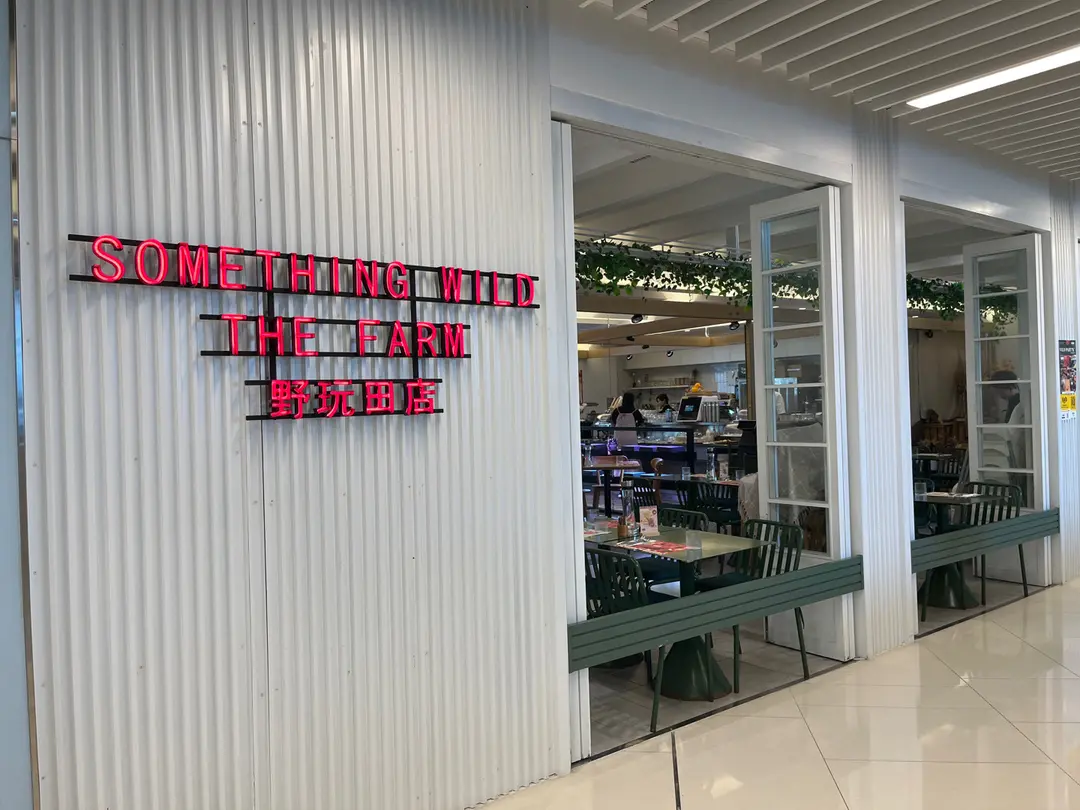 SOMETHING WILD
THE FARM
野玩田店